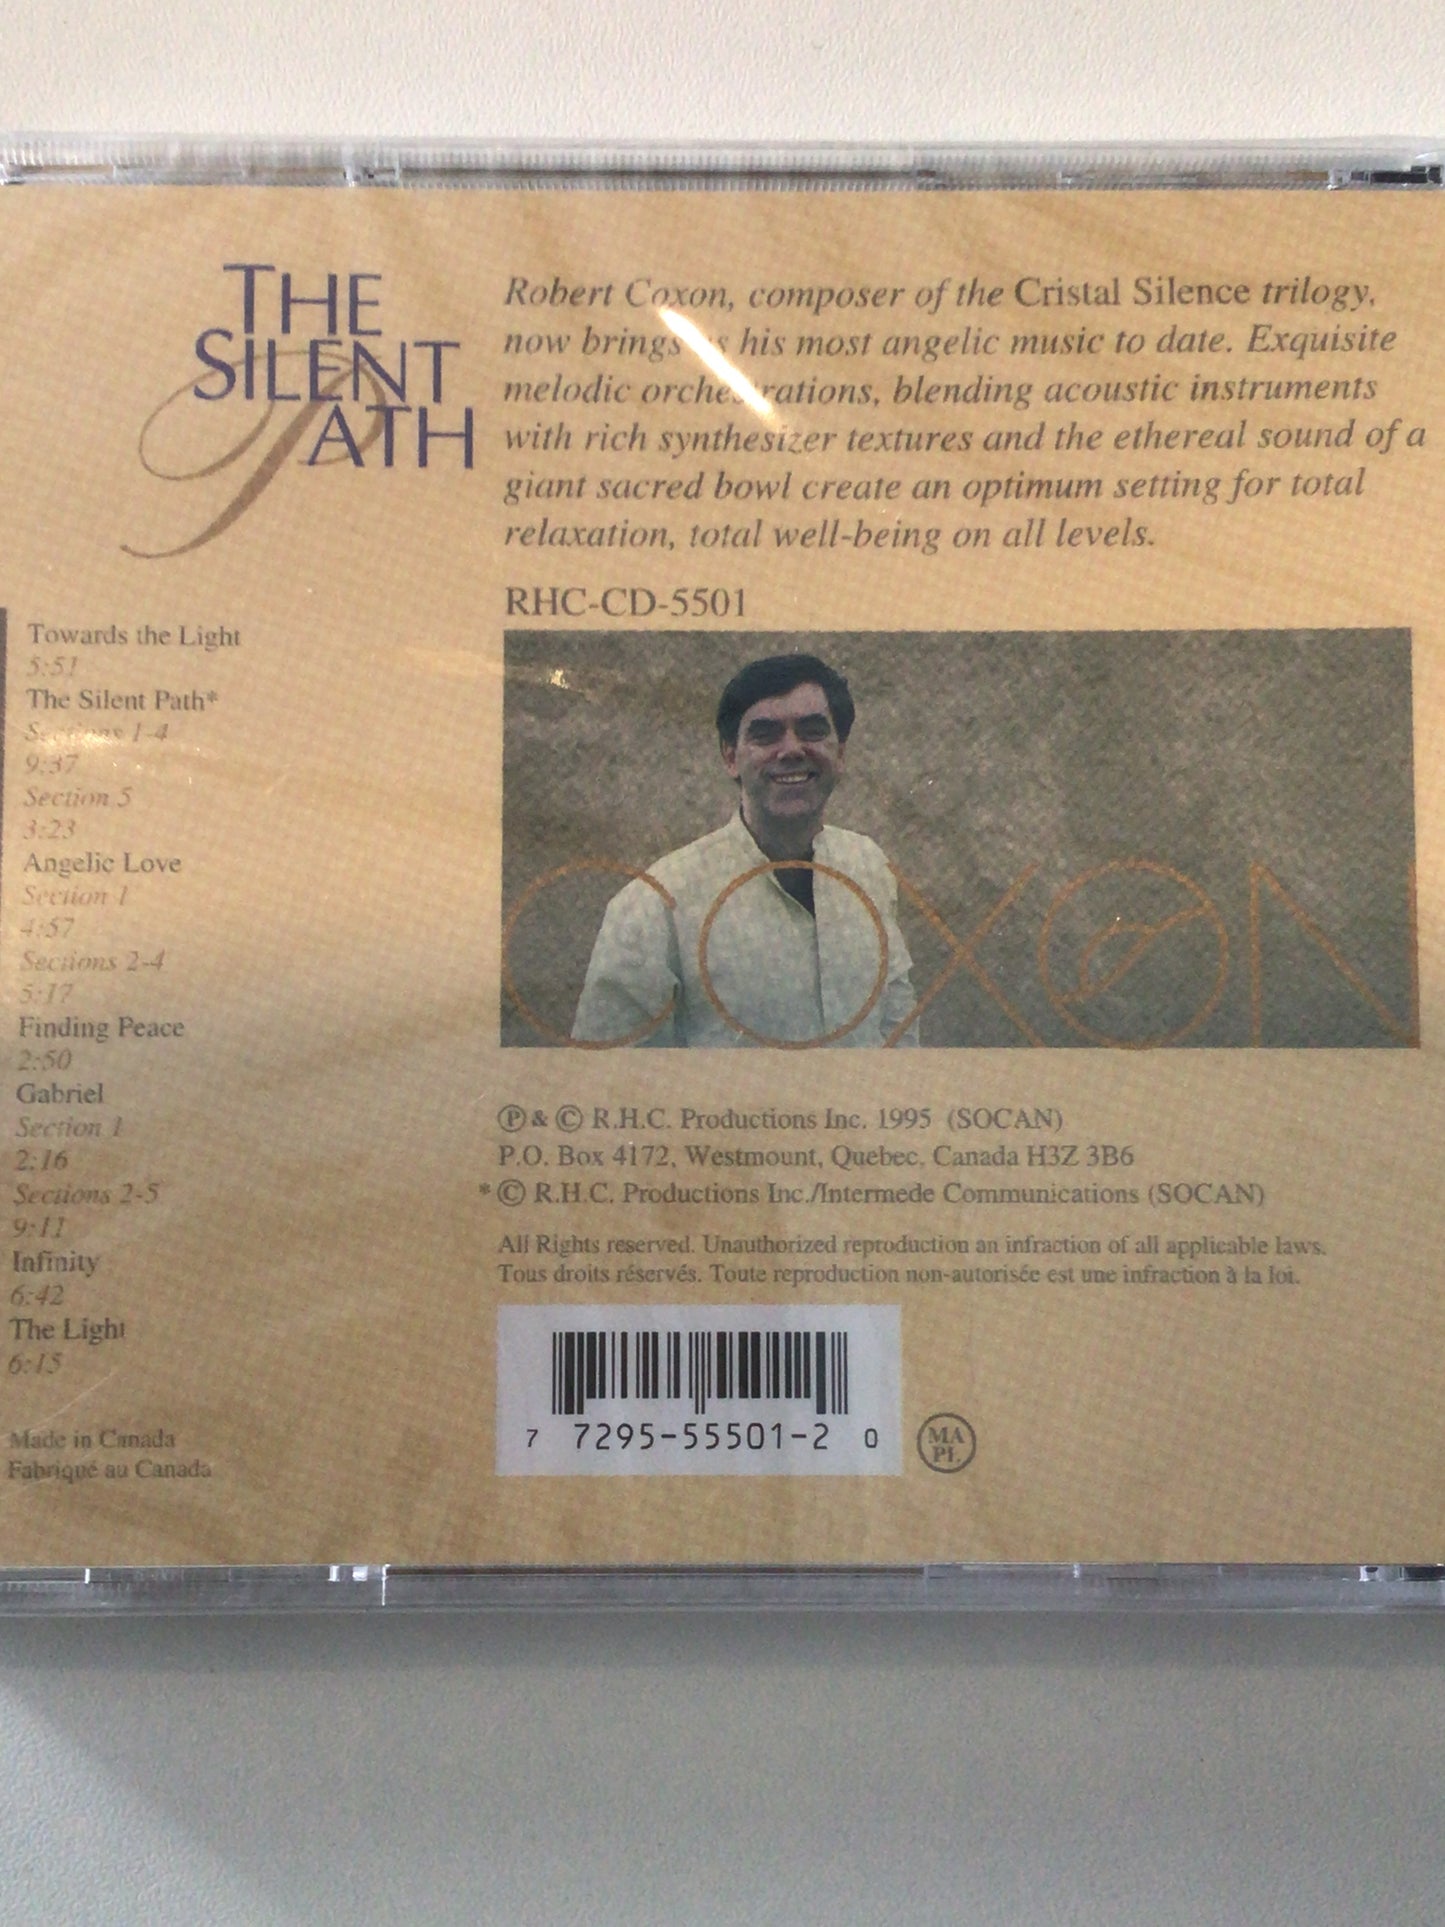 THE
SILENT
PATH
Robert Coxon, composer of the Cristal Silence trilogy,
now brings his most angelic music to date. Exquisite
melodic orchestrations, blending acoustic instruments
with rich synthesizer textures and the ethereal sound of a
giant sacred bowl create an optimum setting for total
relaxation, total well-being on all levels.
RHC-CD-5501
Towards the Light
5:51
The Silent Path*
Sections 1-4
9:37
Section 5
3:23
Angelic Love
Section 1
4:57
Sections 2-4
5:17
Finding Peace
2:50
Gabriel
Section 1
2:16
Sections 2-5
9:11
Infinity
6:42
The Light
6:15
Made in Canada
Fabriqué au Canada
COXON
℗ & © R.H.C. Productions Inc. 1995 (SOCAN)
P.O. Box 4172, Westmount, Quebec, Canada H3Z 3B6
* © R.H.C. Productions Inc./Intermede Communications (SOCAN)
All Rights reserved. Unauthorized reproduction an infraction of all applicable laws.
Tous droits réservés. Toute reproduction non-autorisée est une infraction à la loi.
7 7295-55501-2 0
MA
PL